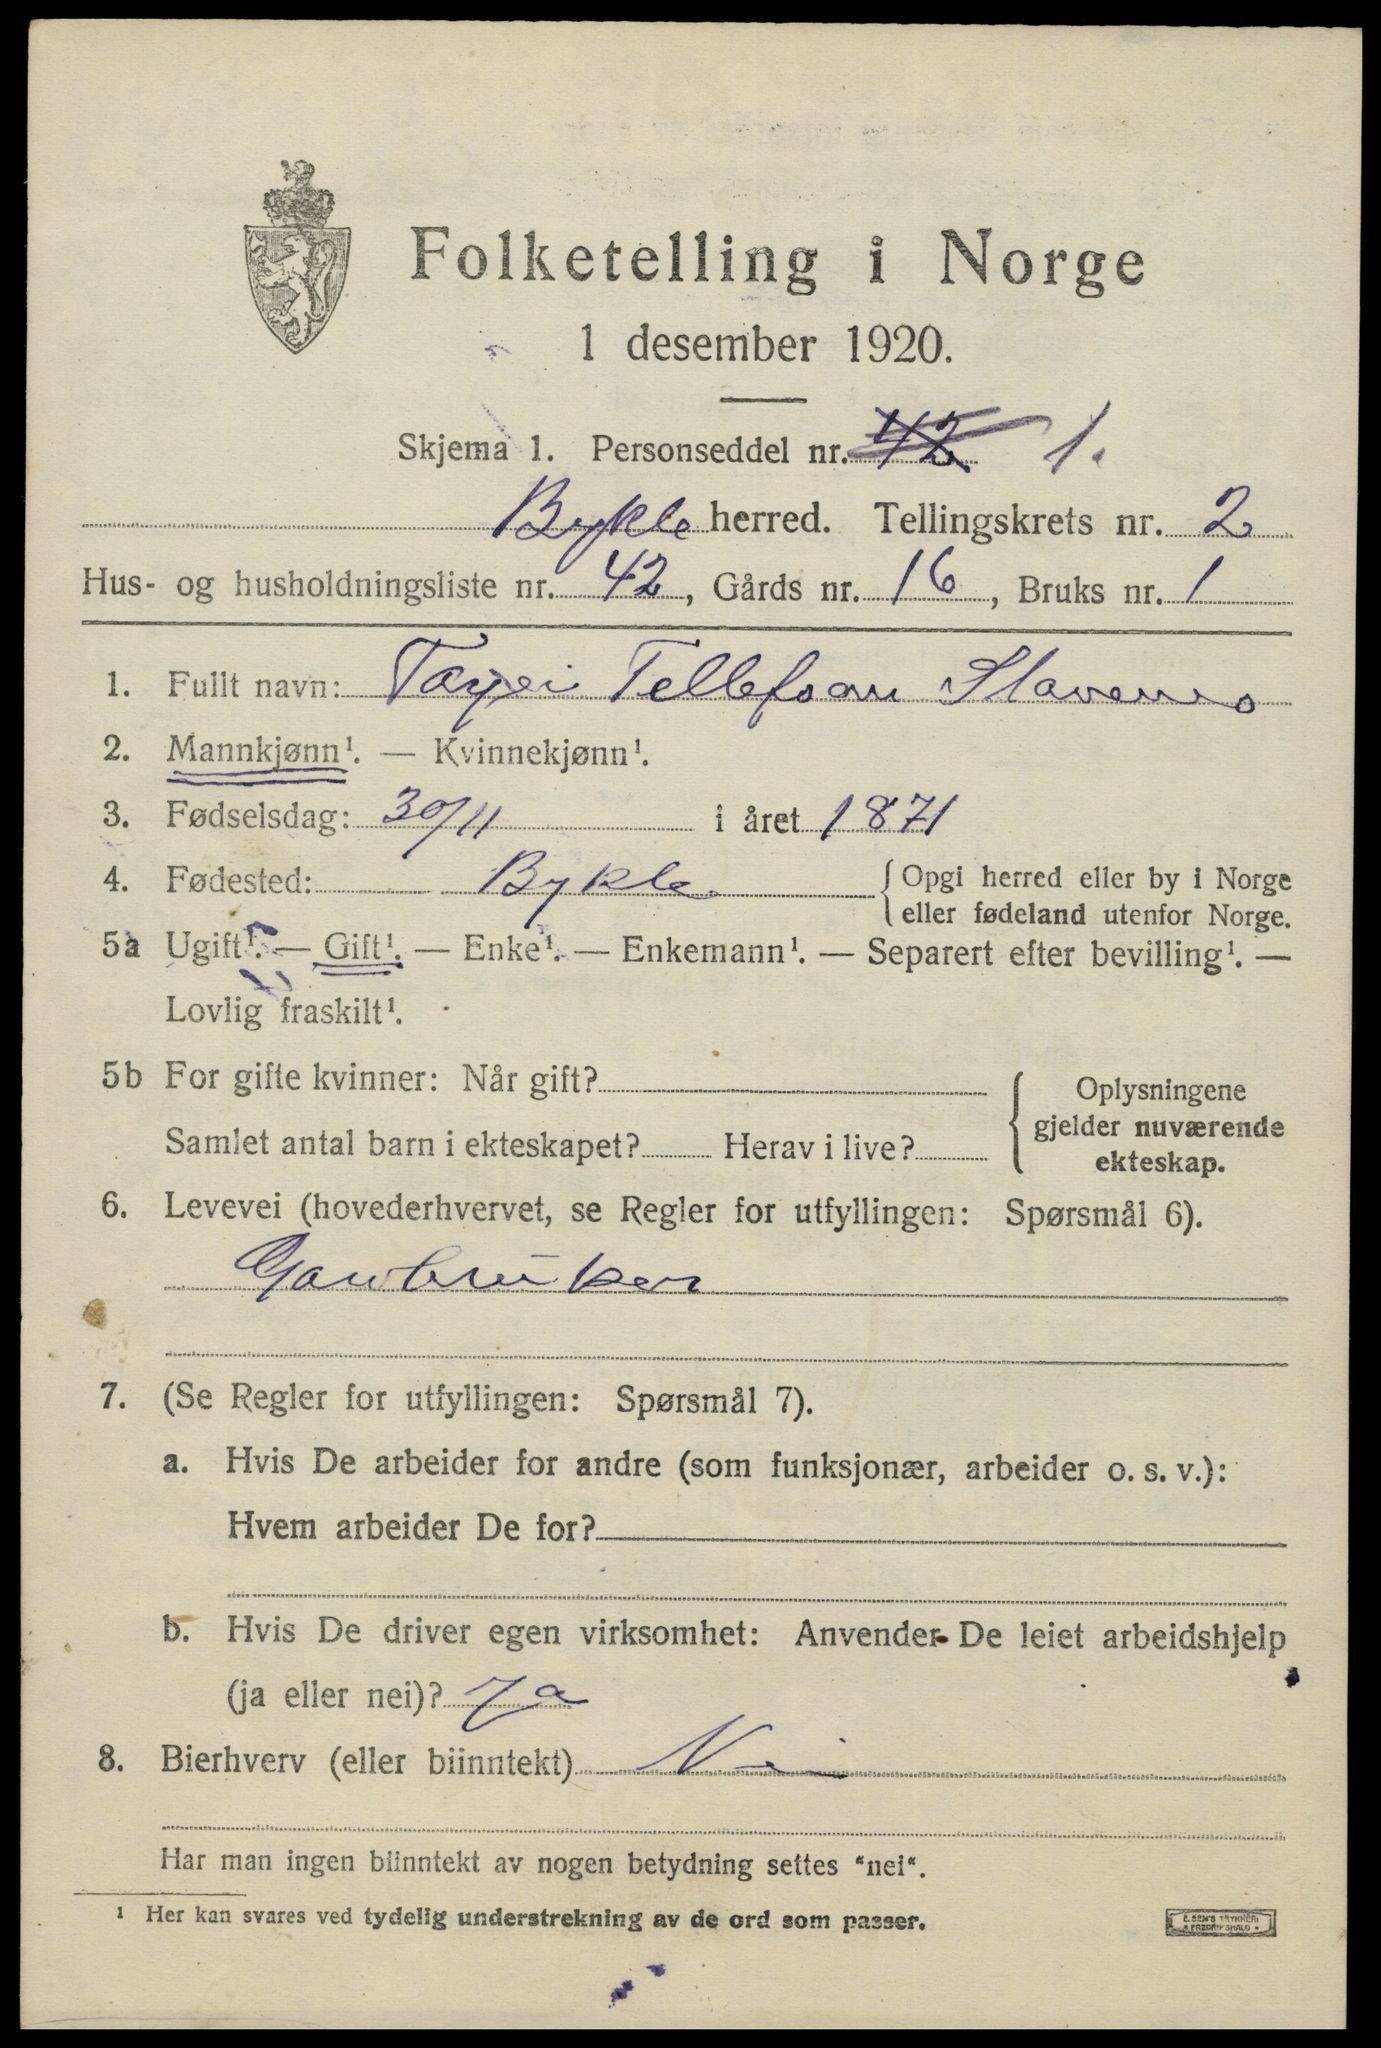 Folketelling i Norge
1 desember 1920.
Skjema 1. Personseddel nr. 42 1.
Bykle herred. Tellingskrets nr. 2
Hus- og husholdningsliste nr. 42, Gårds nr. 16, Bruks nr. 1
1. Fullt navn: Targei Tellefsen
2. Mannkjønn¹. — Kvinnekjønn¹.
3. Fødselsdag: 30/11 i året 1871
4. Fødested: Bykle {Opgi herred eller by i Norge
eller fødeland utenfor Norge.
5a Ugift¹. — Gift¹. — Enke¹. — Enkemann¹. — Separert efter bevilling¹. —
Lovlig fraskilt¹.
5b For gifte kvinner: Når gift?
Samlet antal barn i ekteskapet? Herav i live?
Oplysningene
gjelder nuværende
ekteskap.
6. Levevei (hovederhvervet, se Regler for utfyllingen: Spørsmål 6).
Garbruker
7. (Se Regler for utfyllingen: Spørsmål 7).
a. Hvis De arbeider for andre (som funksjonær, arbeider o. s. v.):
Hvem arbeider De for?
b. Hvis De driver egen virksomhet: Anvender De leiet arbeidshjelp
(ja eller nei)? Ja
8. Bierhverv (eller biinntekt) Nei
Har man ingen biinntekt av nogen betydning settes "nei".
¹ Her kan svares ved tydelig understrekning av de ord som passer.